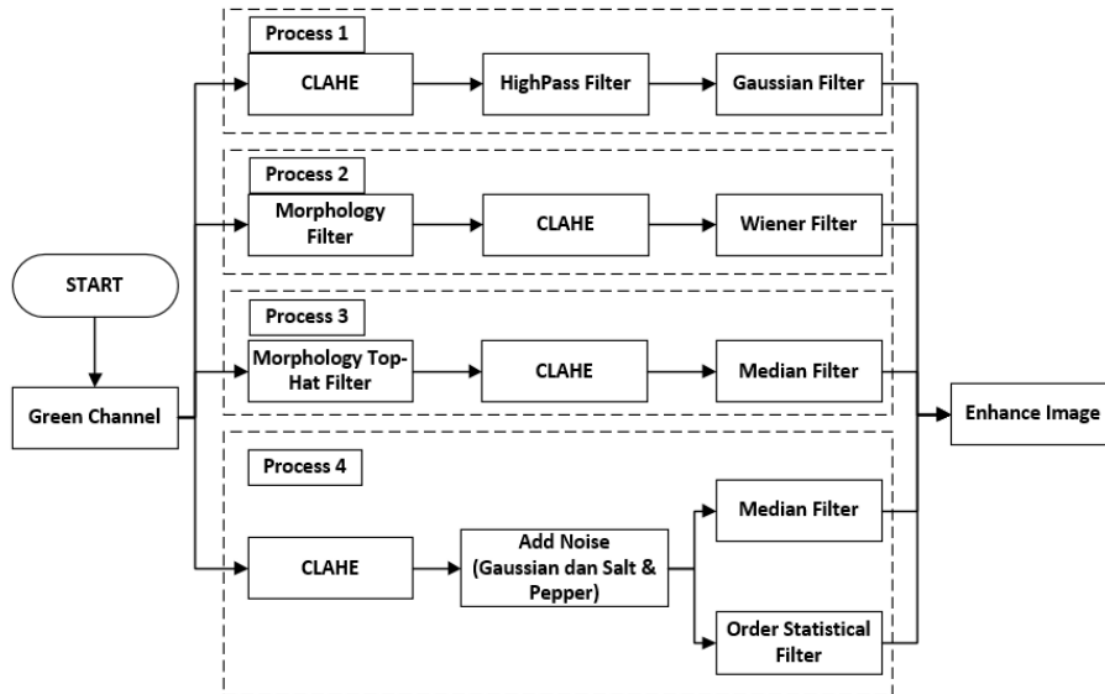 Process 1
CLAHE
HighPass Filter
Gaussian Filter
Process 2
Morphology
Filter
CLAHE
Wiener Filter
START
Process 3
Morphology Top-
Hat Filter
CLAHE
Median Filter
Green Channel
Enhance Image
Process 4
Median Filter
CLAHE
Add Noise
(Gaussian dan Salt &
Pepper)
Order Statistical
Filter